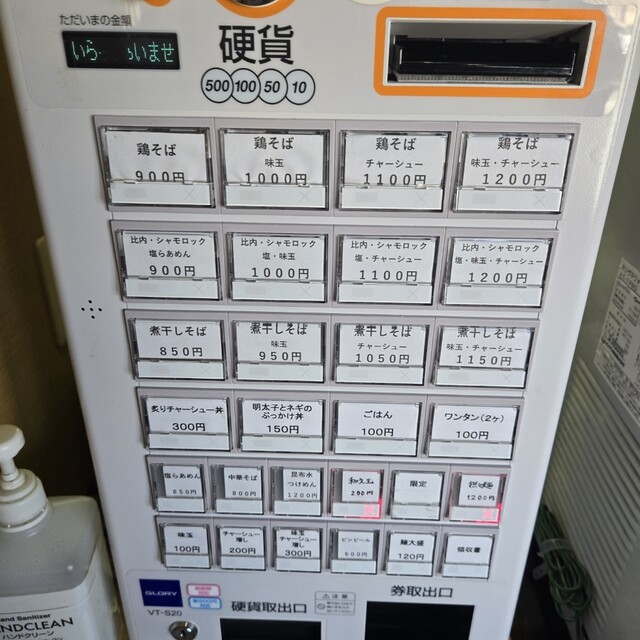 ただいまの金額
硬貨
500 100 50 10
鶏そば
900円
鶏そば
味玉
1000円
鶏そば
チャーシュー
1100円
鶏そば
味玉・チャーシュー
1200円
比内・シャモロック
塩らあめん
900円
比内・シャモロック
塩・味玉
1000円
比内・シャモロック
塩・チャーシュー
1100円
比内・シャモロック
塩・味玉・チャーシュー
1200円
煮干しそば
850円
煮干しそば
味玉
950円
煮干しそば
チャーシュー
1050円
煮干しそば
味玉・チャーシュー
1150円
炙りチャーシュー丼
300円
明太子とネギの
ぶっかけ丼
150円
ごはん
100円
ワンタン(2ヶ)
100円
塩らあめん
850円
中華そば
800円
昆布水
つけめん
1200円
和え玉
200円
限定
1200円
味玉
100円
チャーシュー
増し
200円
味玉
チャーシュー
増し
300円
ビンビール
600円
麺大盛
120円
領収書
GLORY
VT-S20
硬貨取出口
注意
券取出口
and Sanitizer
NDCLEAN
ハンドクリーン